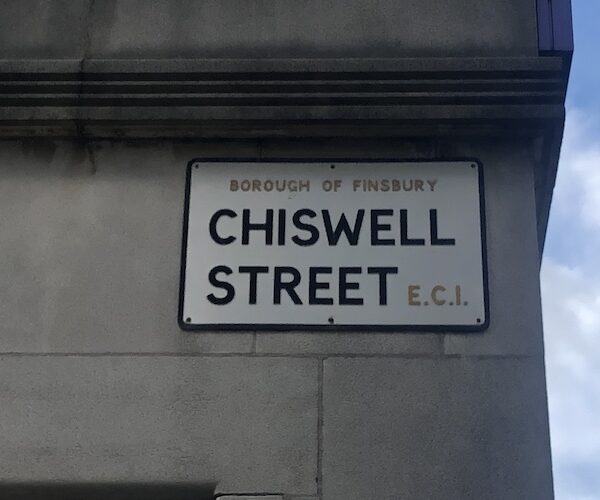 BOROUGH OF FINSBURY
CHISWELL
STREET E.C.1.